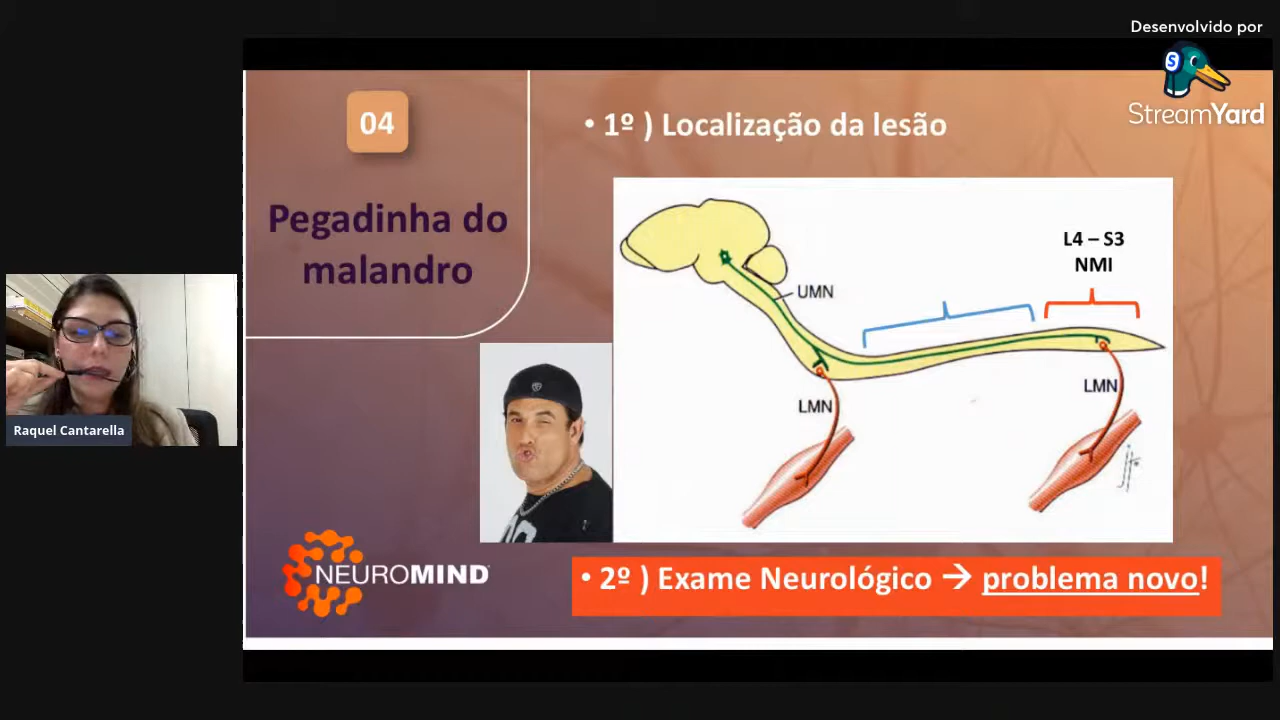 Desenvolvido por
StreamYard
04
Pegadinha do
malandro
• 1º ) Localização da lesão
L4 – S3
NMI
UMN
LMN
LMN
Raquel Cantarella
NEUROMIND
• 2º ) Exame Neurológico → problema novo!